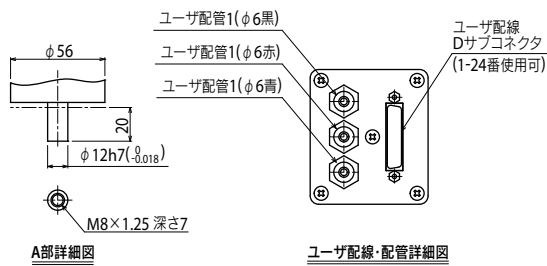 φ56
20
φ12h7( 0 -0.018)
M8×1.25 深さ7
A部詳細図
ユーザ配管1(φ6黒)
ユーザ配管1(φ6赤)
ユーザ配管1(φ6青)
ユーザ配線
Dサブコネクタ
(1-24番使用可)
ユーザ配線・配管詳細図